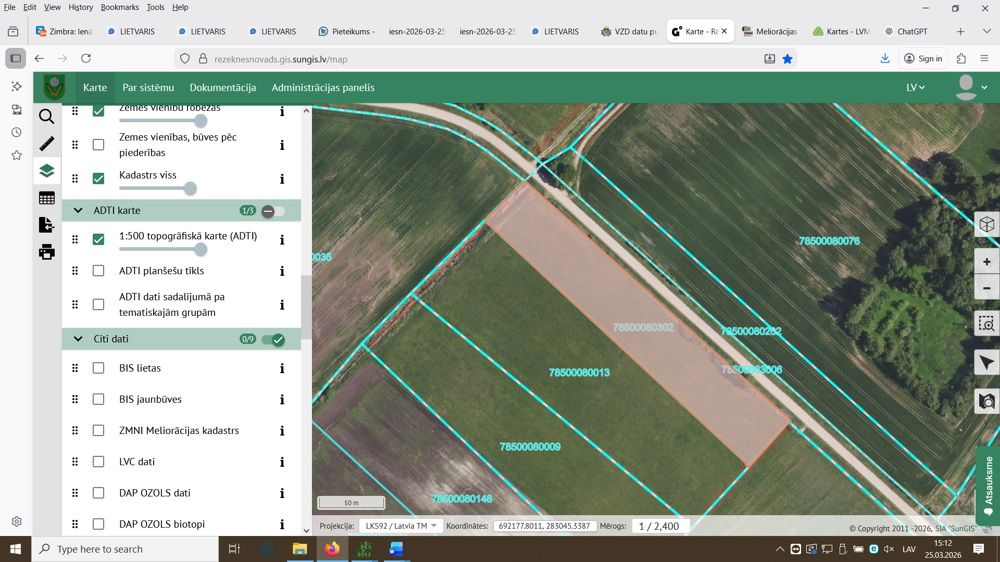 File Edit View History Bookmarks Tools Help
Zimbra: Ienā
LIETVARIS
LIETVARIS
LIETVARIS
Pieteikums -
iesn-2026-03-25
iesn-2026-03-25
LIETVARIS
VZD datu pu
Karte - Rē
Meliorācijas
Kartes - LVM
ChatGPT
rezeknesnovads.gis.sungis.lv/map
Sign in
Karte
Par sistēmu
Dokumentācija
Administrācijas panelis
LV
Zemes vienību robežas
Zemes vienības, būves pēc
piederības
Kadastrs viss
ADTI karte
1/3
1:500 topogrāfiskā karte (ADTI)
ADTI planšešu tīkls
ADTI dati sadalījumā pa
tematiskajām grupām
Citi dati
0/9
BIS lietas
BIS jaunbūves
ZMNI Meliorācijas kadastrs
LVC dati
DAP OZOLS dati
DAP OZOLS biotopi
0035
78500080076
78500080302
78500080202
78500083006
78500080013
78500080009
78500080148
50 m
Atsauksme
Projekcija:
LKS92 / Latvia TM
Koordinātes:
692177.8011, 283045.3387
Mērogs:
1 / 2,400
© Copyright 2011 -2026, SIA "SunGIS"
Type here to search
LAV
15:12
25.03.2026